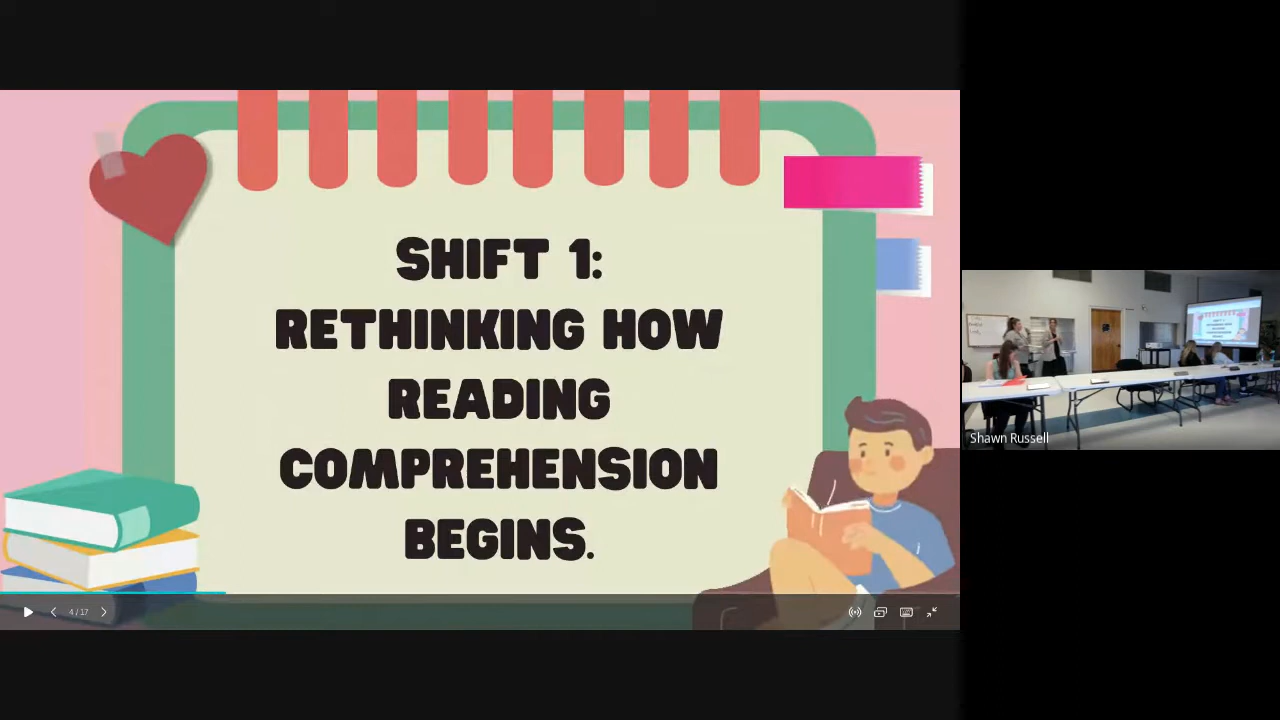 SHIFT 1:
RETHINKING HOW
READING
COMPREHENSION
BEGINS.
4 / 17
Shawn Russell